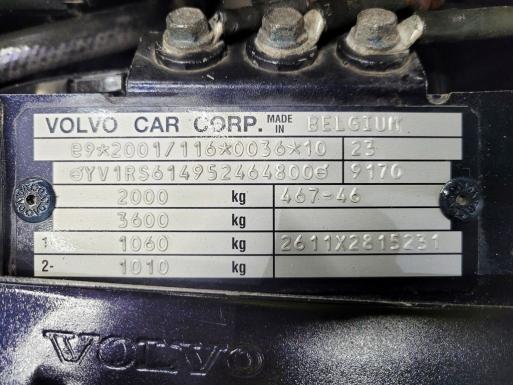 VOLVO CAR CORP. MADE IN BELGIUM
e9*2001/116*0036*10 23
YV1RS614952464800 9170
2000 kg 467-46
3600 kg
1- 1060 kg 2611X2815231
2- 1010 kg
VOLVO